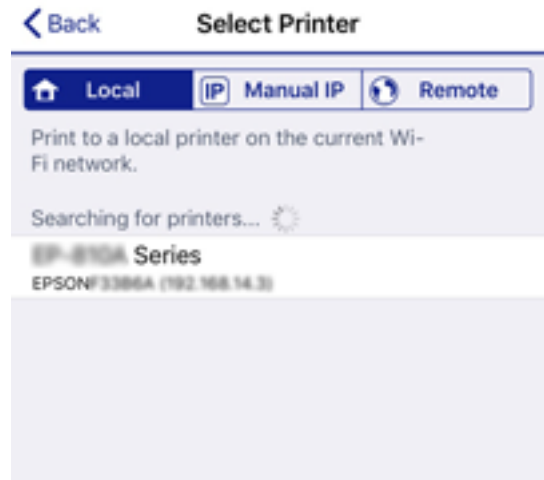 Back Select Printer
Local IP Manual IP Remote
Print to a local printer on the current Wi-
Fi network.
Searching for printers...
Series
EPSON